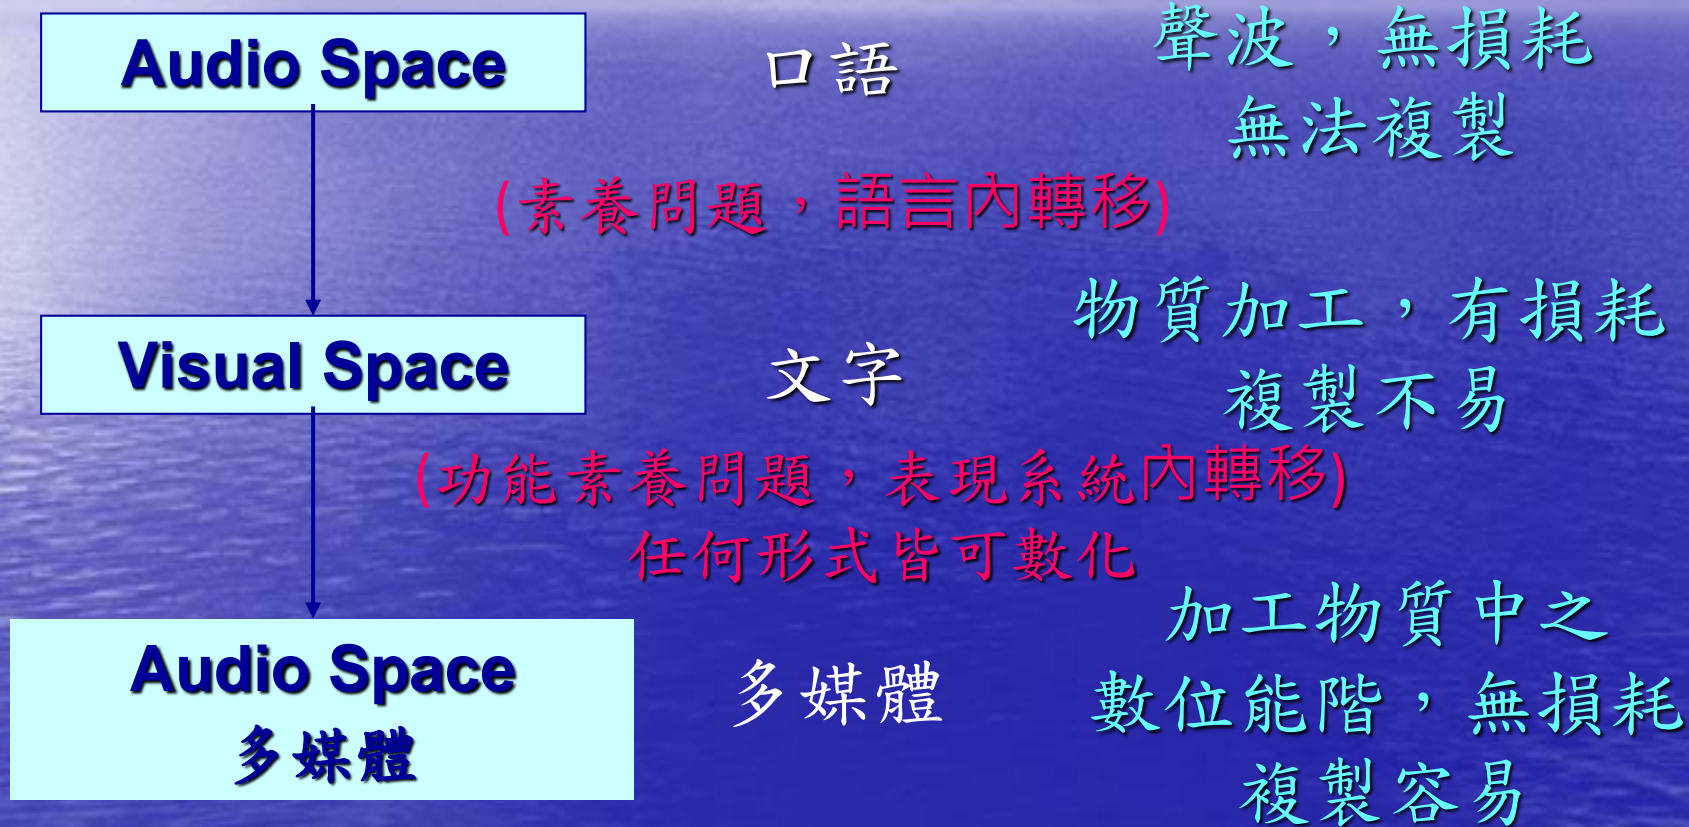 Audio Space
口語
聲波，無損耗
無法複製
(素養問題，語言內轉移)
Visual Space
文字
物質加工，有損耗
複製不易
(功能素養問題，表現系統內轉移)
任何形式皆可數化
Audio Space
多媒體
多媒體
加工物質中之
數位能階，無損耗
複製容易